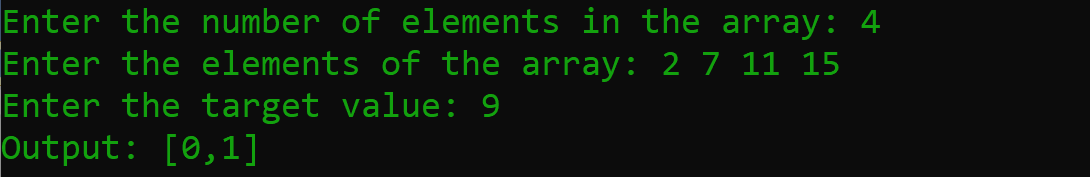 Enter the number of elements in the array: 4
Enter the elements of the array: 2 7 11 15
Enter the target value: 9
Output: [0,1]